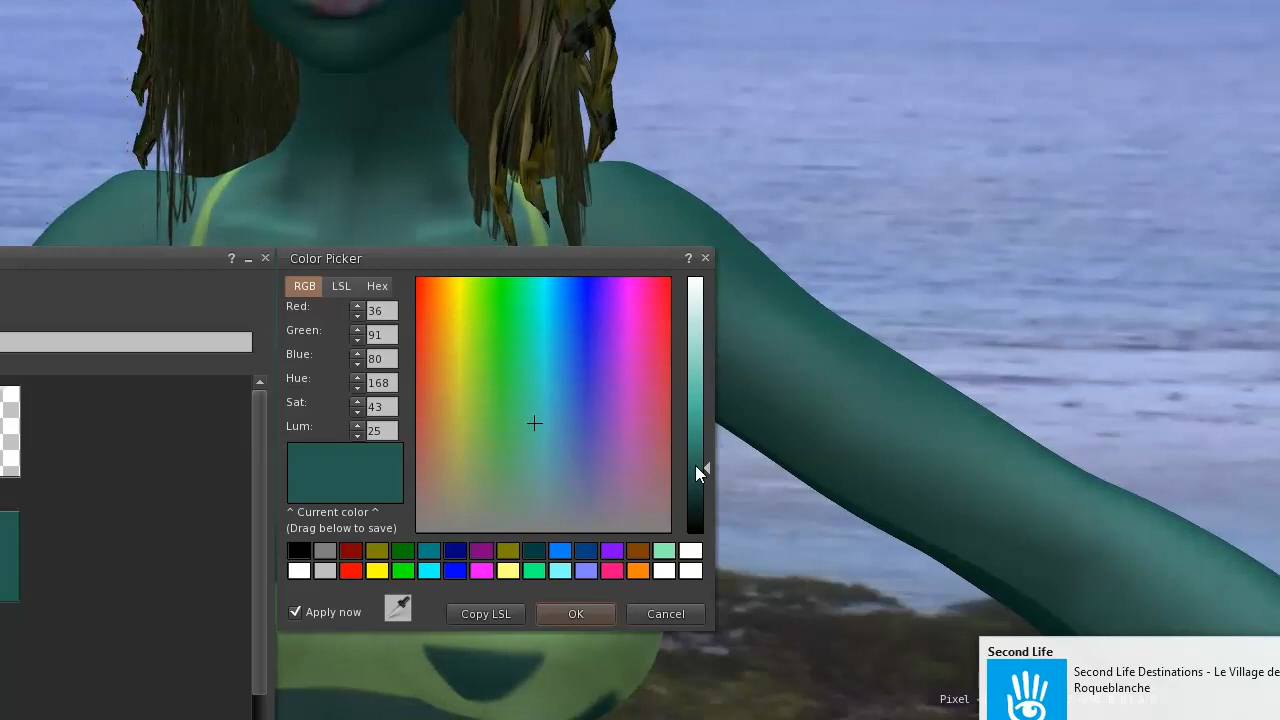 ? _ ×
Color Picker ? ×
RGB LSL Hex
Red: 36
Green: 91
Blue: 80
Hue: 168
Sat: 43
Lum: 25
^ Current color ^
(Drag below to save)
Apply now
Copy LSL OK Cancel
Second Life
Second Life Destinations - Le Village de
Roqueblanche
Pixel